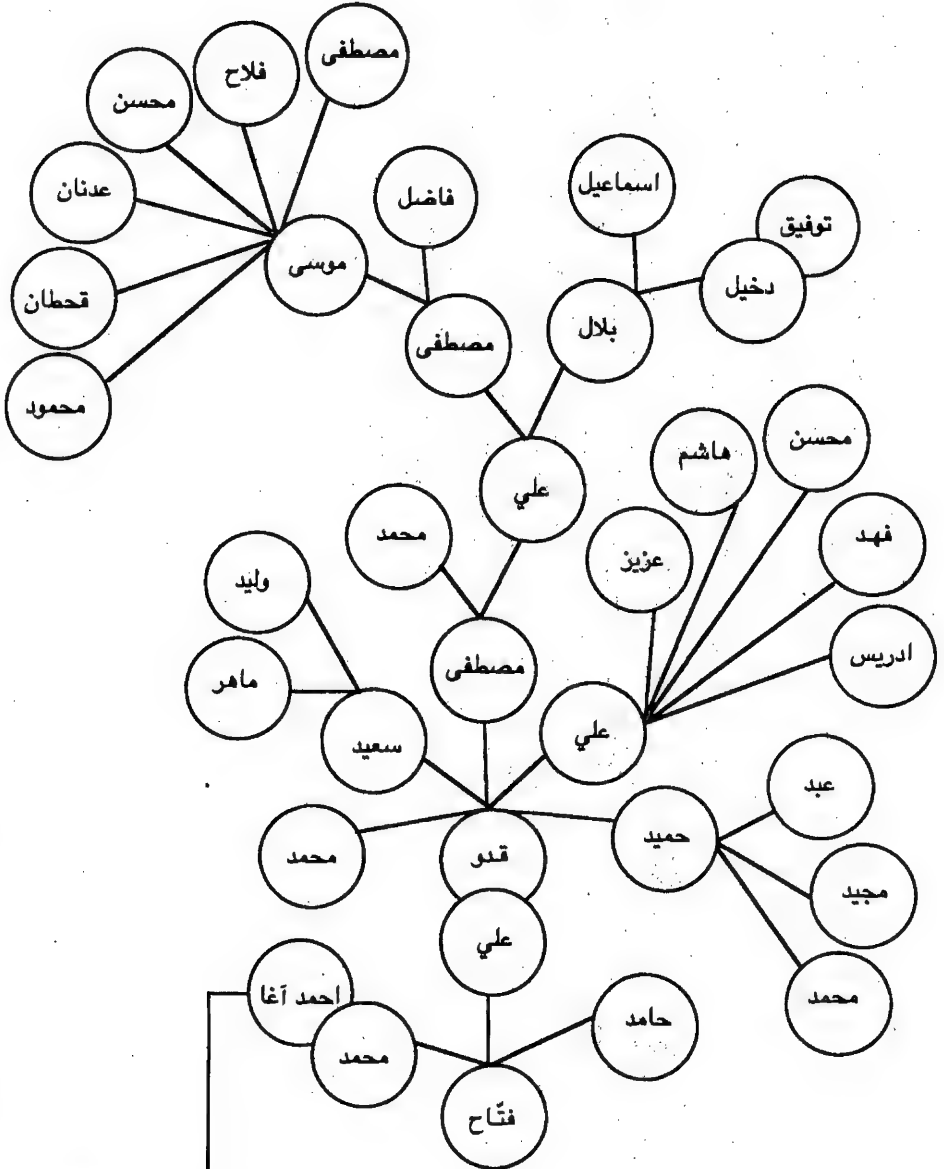 مصطفى
فلاح
محسن
عدنان
قحطان
محمود
موسى
فاضل
مصطفى
اسماعيل
توفيق
دخيل
بلال
علي
محمد
هاشم
محسن
فهد
ادريس
عزيز
علي
مصطفى
وليد
ماهر
سعيد
محمد
قدو
حميد
عبد
مجيد
محمد
علي
احمد آغا
محمد
حامد
فتّاح